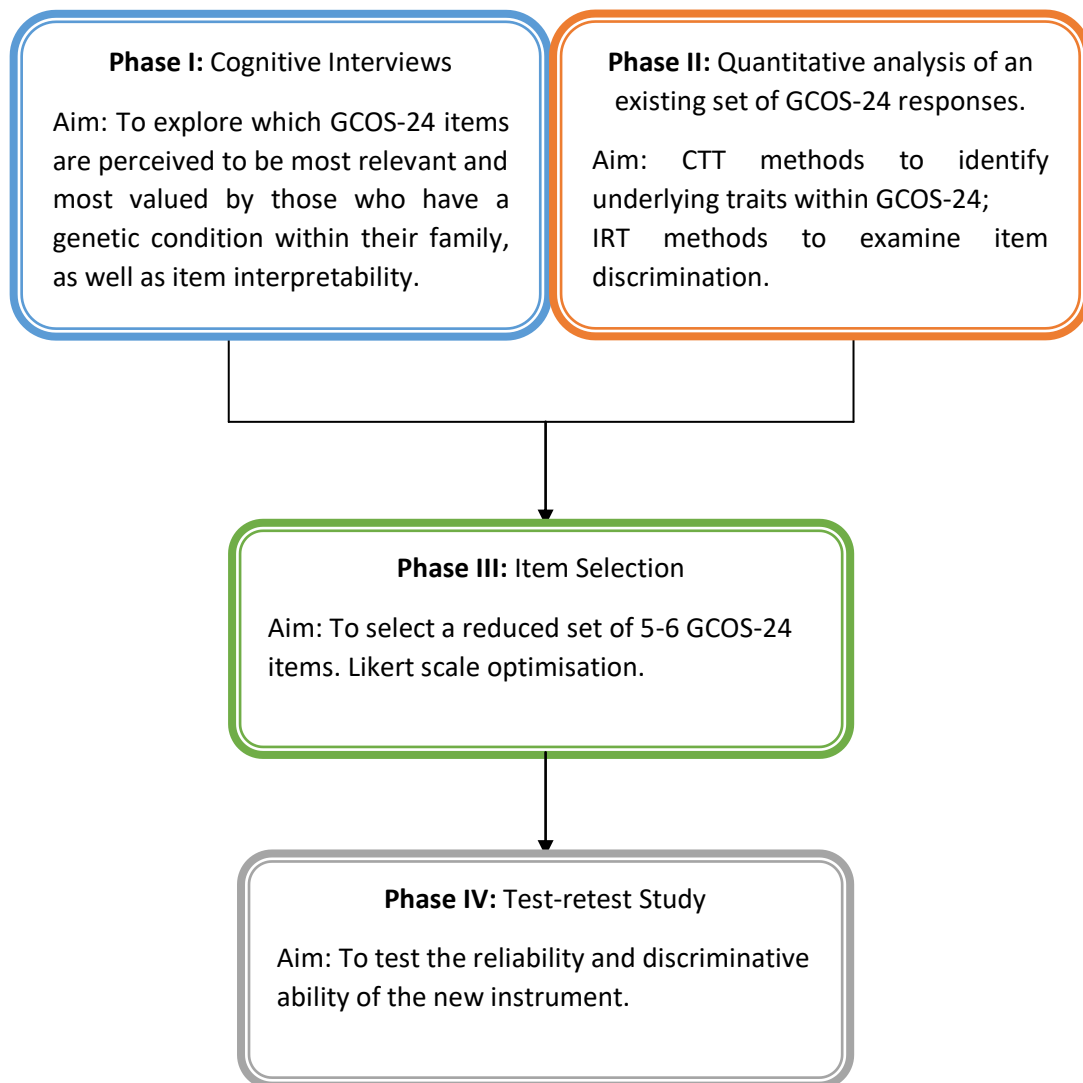 Phase I: Cognitive Interviews
Aim: To explore which GCOS-24 items
are perceived to be most relevant and
most valued by those who have a
genetic condition within their family,
as well as item interpretability.
Phase II: Quantitative analysis of an
existing set of GCOS-24 responses.
Aim: CTT methods to identify
underlying traits within GCOS-24;
IRT methods to examine item
discrimination.
Phase III: Item Selection
Aim: To select a reduced set of 5-6 GCOS-24
items. Likert scale optimisation.
Phase IV: Test-retest Study
Aim: To test the reliability and discriminative
ability of the new instrument.